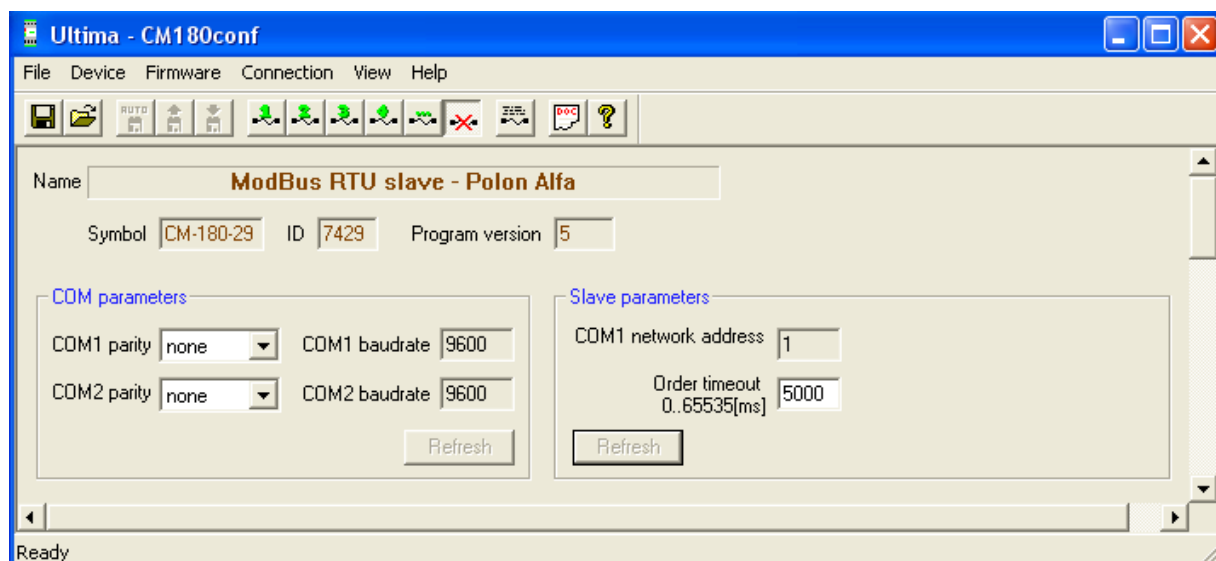 Ultima - CM180conf
File Device Firmware Connection View Help
AUTO DOC ?
Name ModBus RTU slave - Polon Alfa
Symbol CM-180-29 ID 7429 Program version 5
COM parameters
COM1 parity none COM1 baudrate 9600
COM2 parity none COM2 baudrate 9600
Refresh
Slave parameters
COM1 network address 1
Order timeout
0..65535[ms] 5000
Refresh
Ready